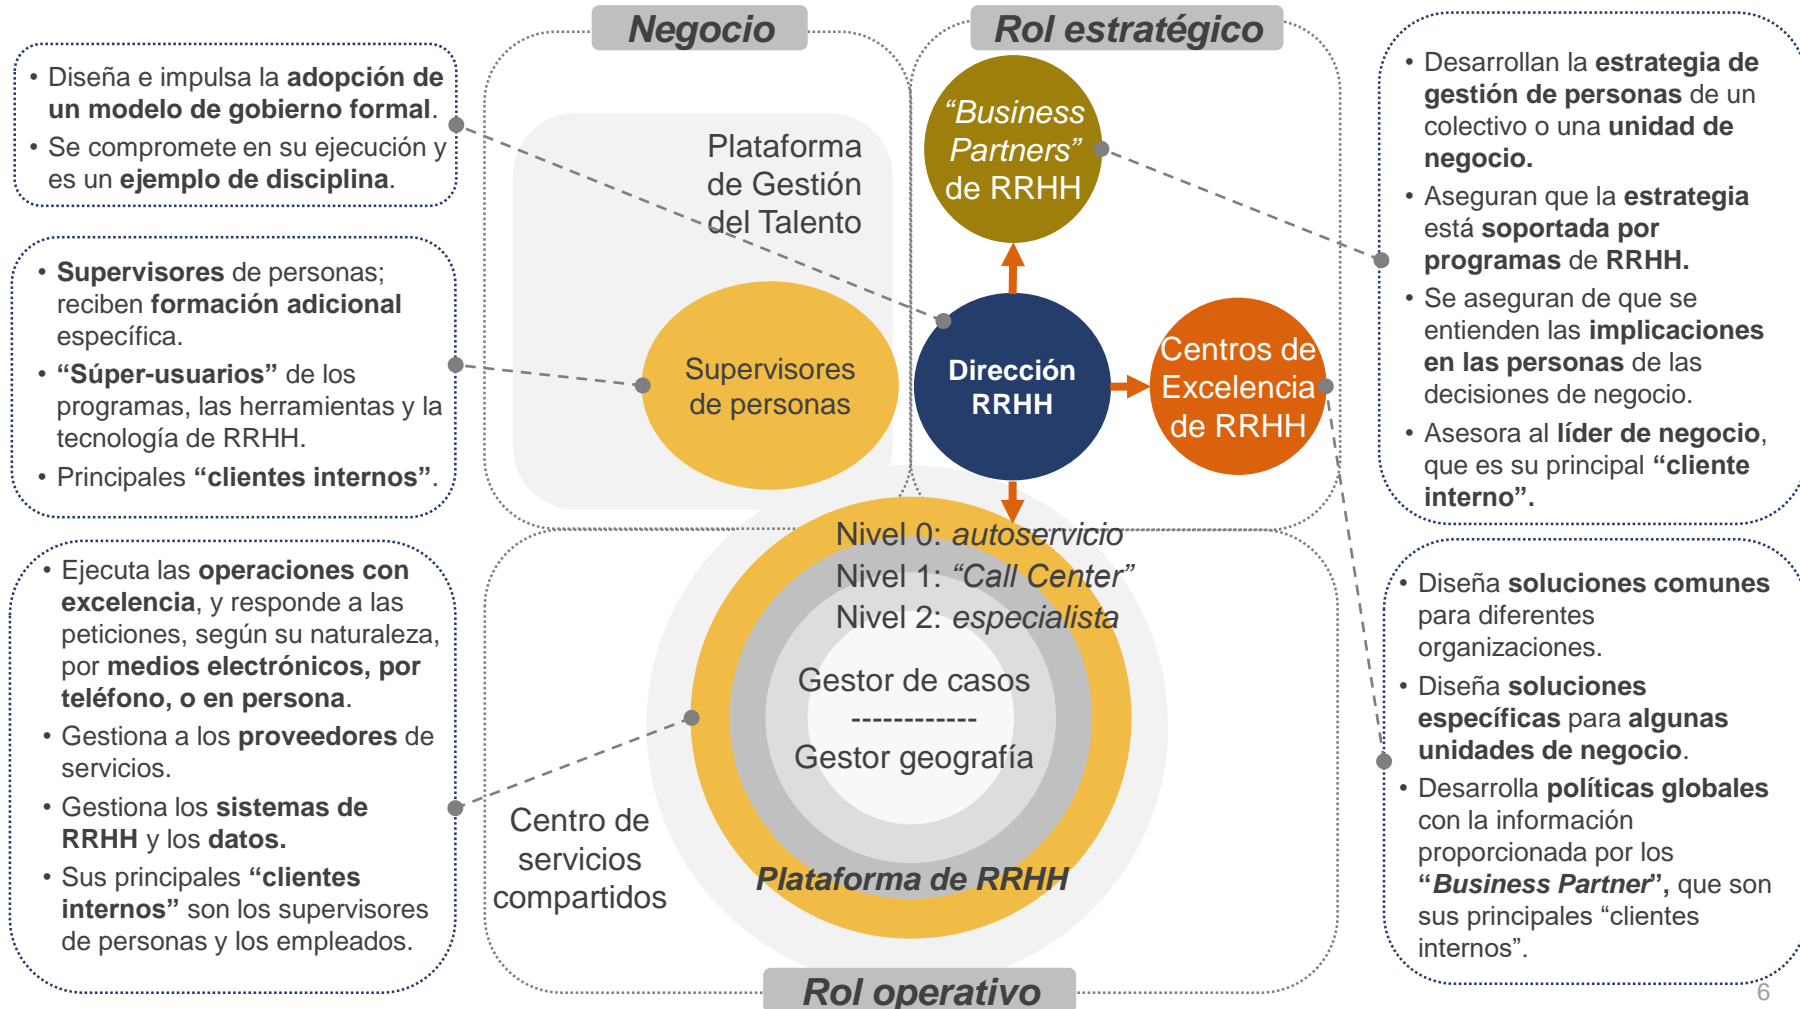 Negocio
Rol estratégico
• Diseña e impulsa la adopción de
un modelo de gobierno formal.
• Se compromete en su ejecución y
es un ejemplo de disciplina.
• Supervisores de personas;
reciben formación adicional
específica.
• “Súper-usuarios” de los
programas, las herramientas y la
tecnología de RRHH.
• Principales “clientes internos”.
• Ejecuta las operaciones con
excelencia, y responde a las
peticiones, según su naturaleza,
por medios electrónicos, por
teléfono, o en persona.
• Gestiona a los proveedores de
servicios.
• Gestiona los sistemas de
RRHH y los datos.
• Sus principales “clientes
internos” son los supervisores
de personas y los empleados.
Plataforma
de Gestión
del Talento
Supervisores
de personas
“Business
Partners”
de RRHH
Dirección
RRHH
Centros de
Excelencia
de RRHH
Nivel 0: autoservicio
Nivel 1: “Call Center”
Nivel 2: especialista
Gestor de casos
------------
Gestor geografía
Centro de
servicios
compartidos
Plataforma de RRHH
Rol operativo
• Desarrollan la estrategia de
gestión de personas de un
colectivo o una unidad de
negocio.
• Aseguran que la estrategia
está soportada por
programas de RRHH.
• Se aseguran de que se
entienden las implicaciones
en las personas de las
decisiones de negocio.
• Asesora al líder de negocio,
que es su principal “cliente
interno”.
• Diseña soluciones comunes
para diferentes
organizaciones.
• Diseña soluciones
específicas para algunas
unidades de negocio.
• Desarrolla políticas globales
con la información
proporcionada por los
“Business Partner”, que son
sus principales “clientes
internos”.
6